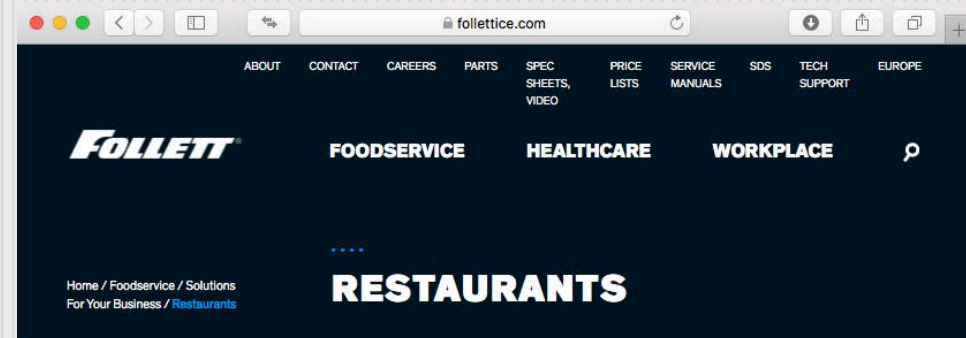 follettice.com
ABOUT CONTACT CAREERS PARTS SPEC SHEETS, VIDEO PRICE LISTS SERVICE MANUALS SDS TECH SUPPORT EUROPE
FOLLETT® FOODSERVICE HEALTHCARE WORKPLACE
RESTAURANTS
Home / Foodservice / Solutions
For Your Business / Restaurants